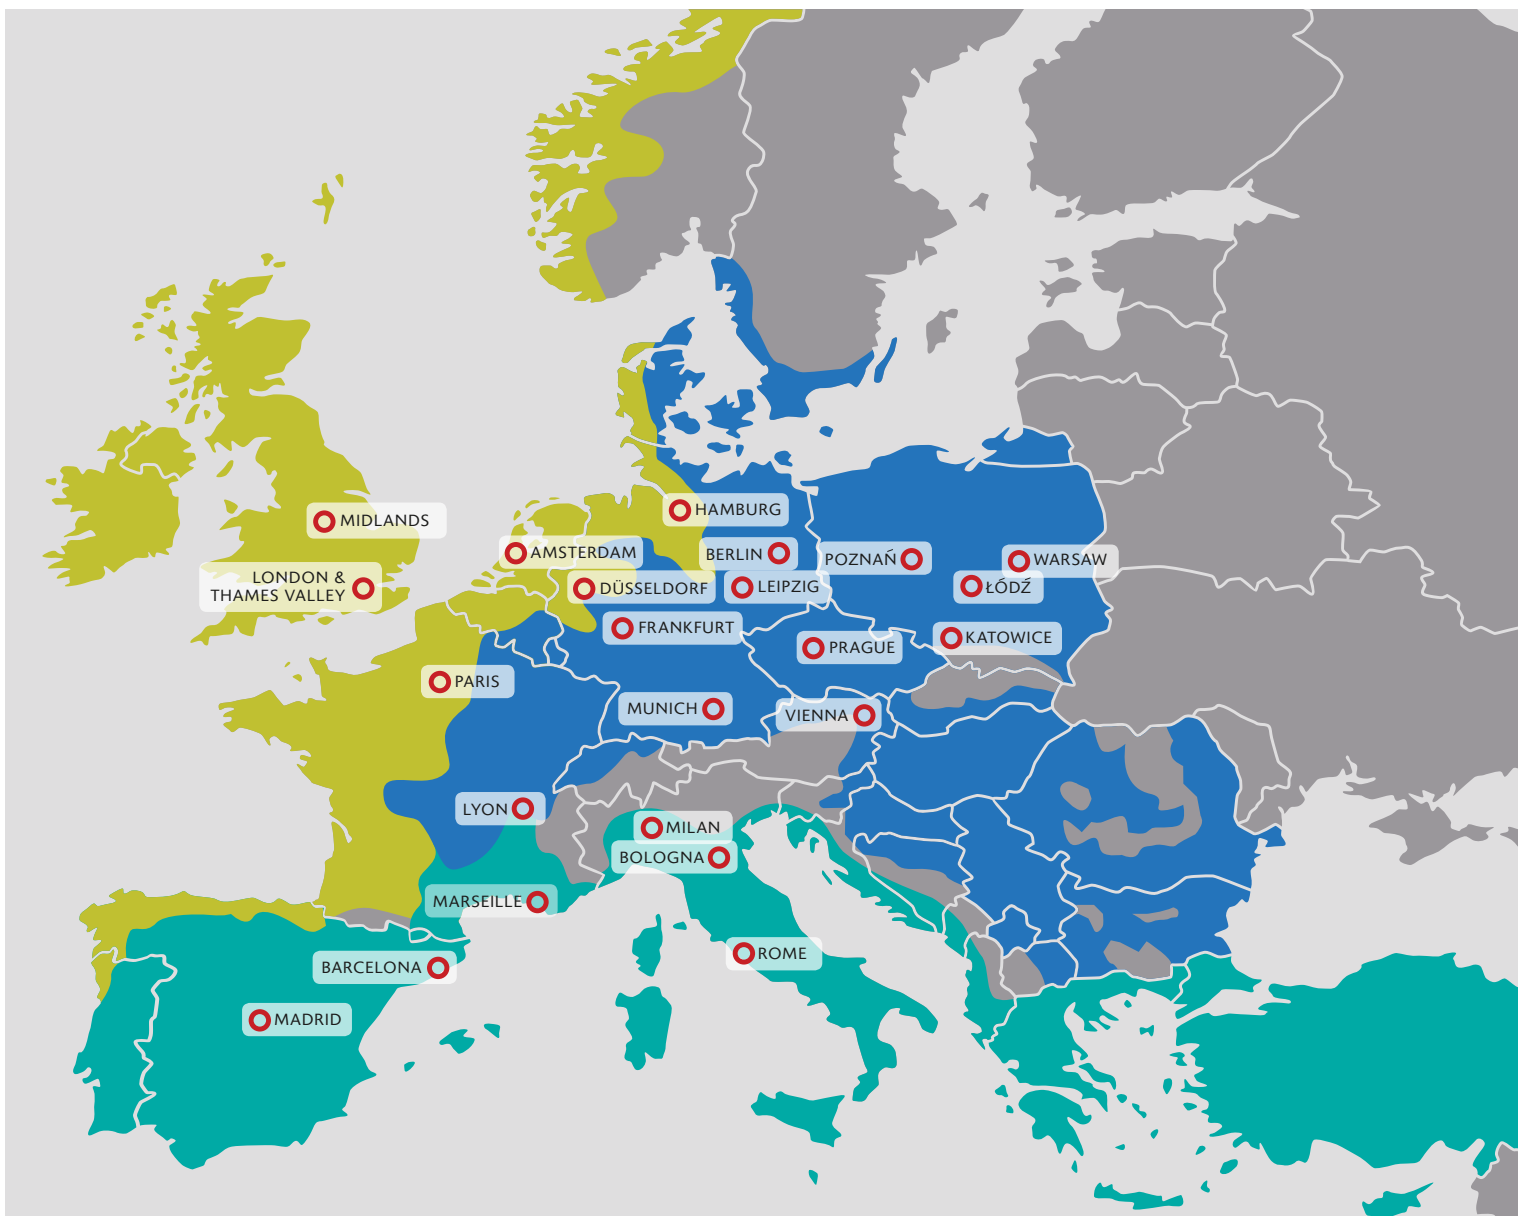 HAMBURG
MIDLANDS
AMSTERDAM
BERLIN
POZNAŃ
WARSAW
LONDON &
THAMES VALLEY
DÜSSELDORF
LEIPZIG
ŁÓDŹ
FRANKFURT
PRAGUE
KATOWICE
PARIS
MUNICH
VIENNA
LYON
MILAN
BOLOGNA
MARSEILLE
ROME
BARCELONA
MADRID